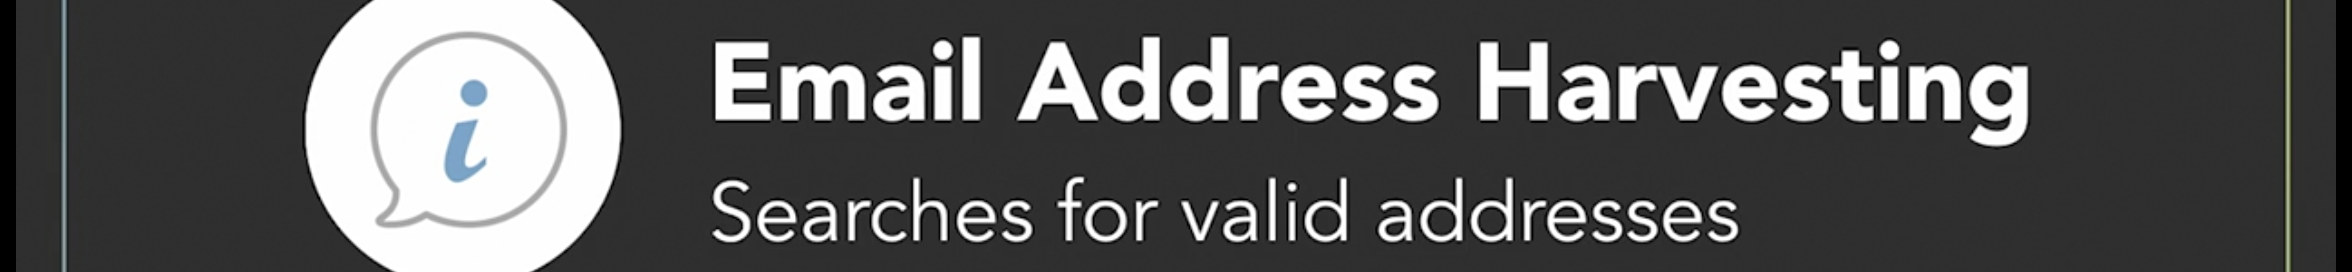 Email Address Harvesting
Searches for valid addresses